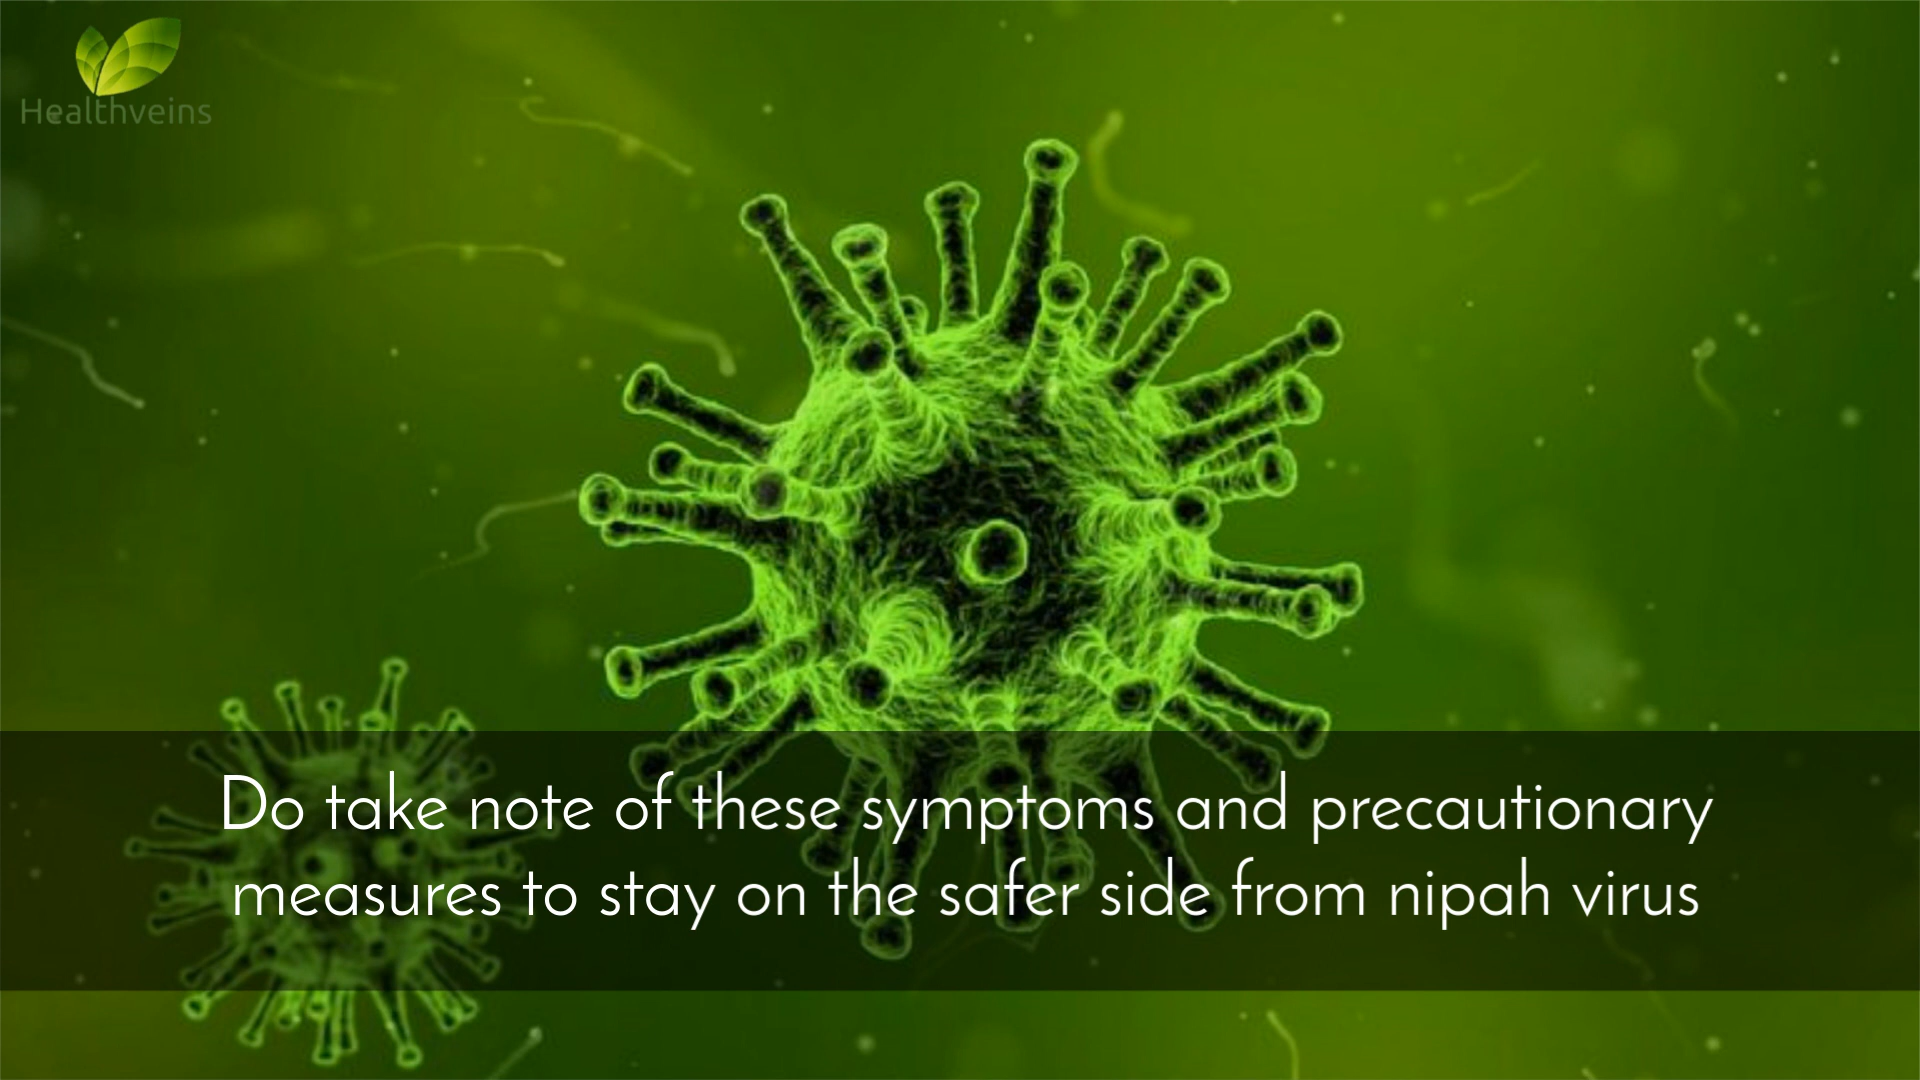 Healthveins
Do take note of these symptoms and precautionary
measures to stay on the safer side from nipah virus